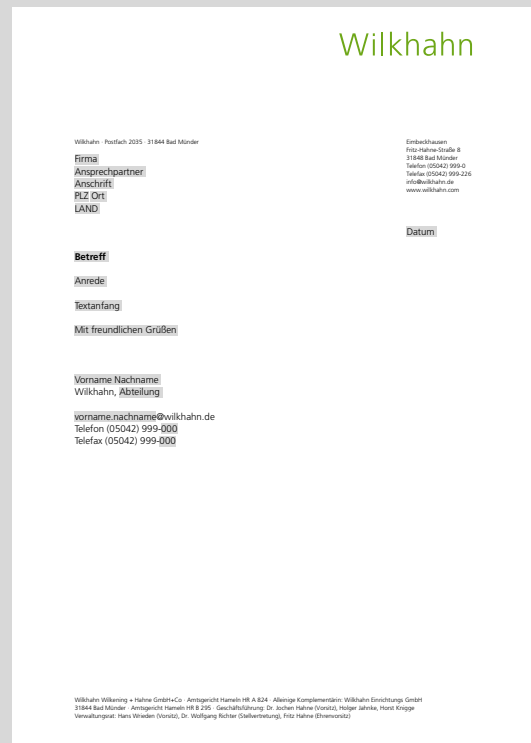 Wilkhahn
Wilkhahn · Postfach 2035 · 31844 Bad Münder
Firma
Ansprechpartner
Anschrift
PLZ Ort
LAND
Eimbeckhausen
Fritz-Hahne-Straße 8
31848 Bad Münder
Telefon (05042) 999-0
Telefax (05042) 999-226
info@wilkhahn.de
www.wilkhahn.com
Datum
Betreff
Anrede
Textanfang
Mit freundlichen Grüßen
Vorname Nachname
Wilkhahn, Abteilung
vorname.nachname@wilkhahn.de
Telefon (05042) 999-000
Telefax (05042) 999-000
Wilkhahn Wilkening + Hahne GmbH+Co · Amtsgericht Hameln HR A 824 · Alleinige Komplementärin: Wilkhahn Einrichtungs GmbH
31844 Bad Münder · Amtsgericht Hameln HR B 295 · Geschäftsführung: Dr. Jochen Hahne (Vorsitz), Holger Jahnke, Horst Knigge
Verwaltungsrat: Hans Wrieden (Vorsitz), Dr. Wolfgang Richter (Stellvertretung), Fritz Hahne (Ehrenvorsitz)